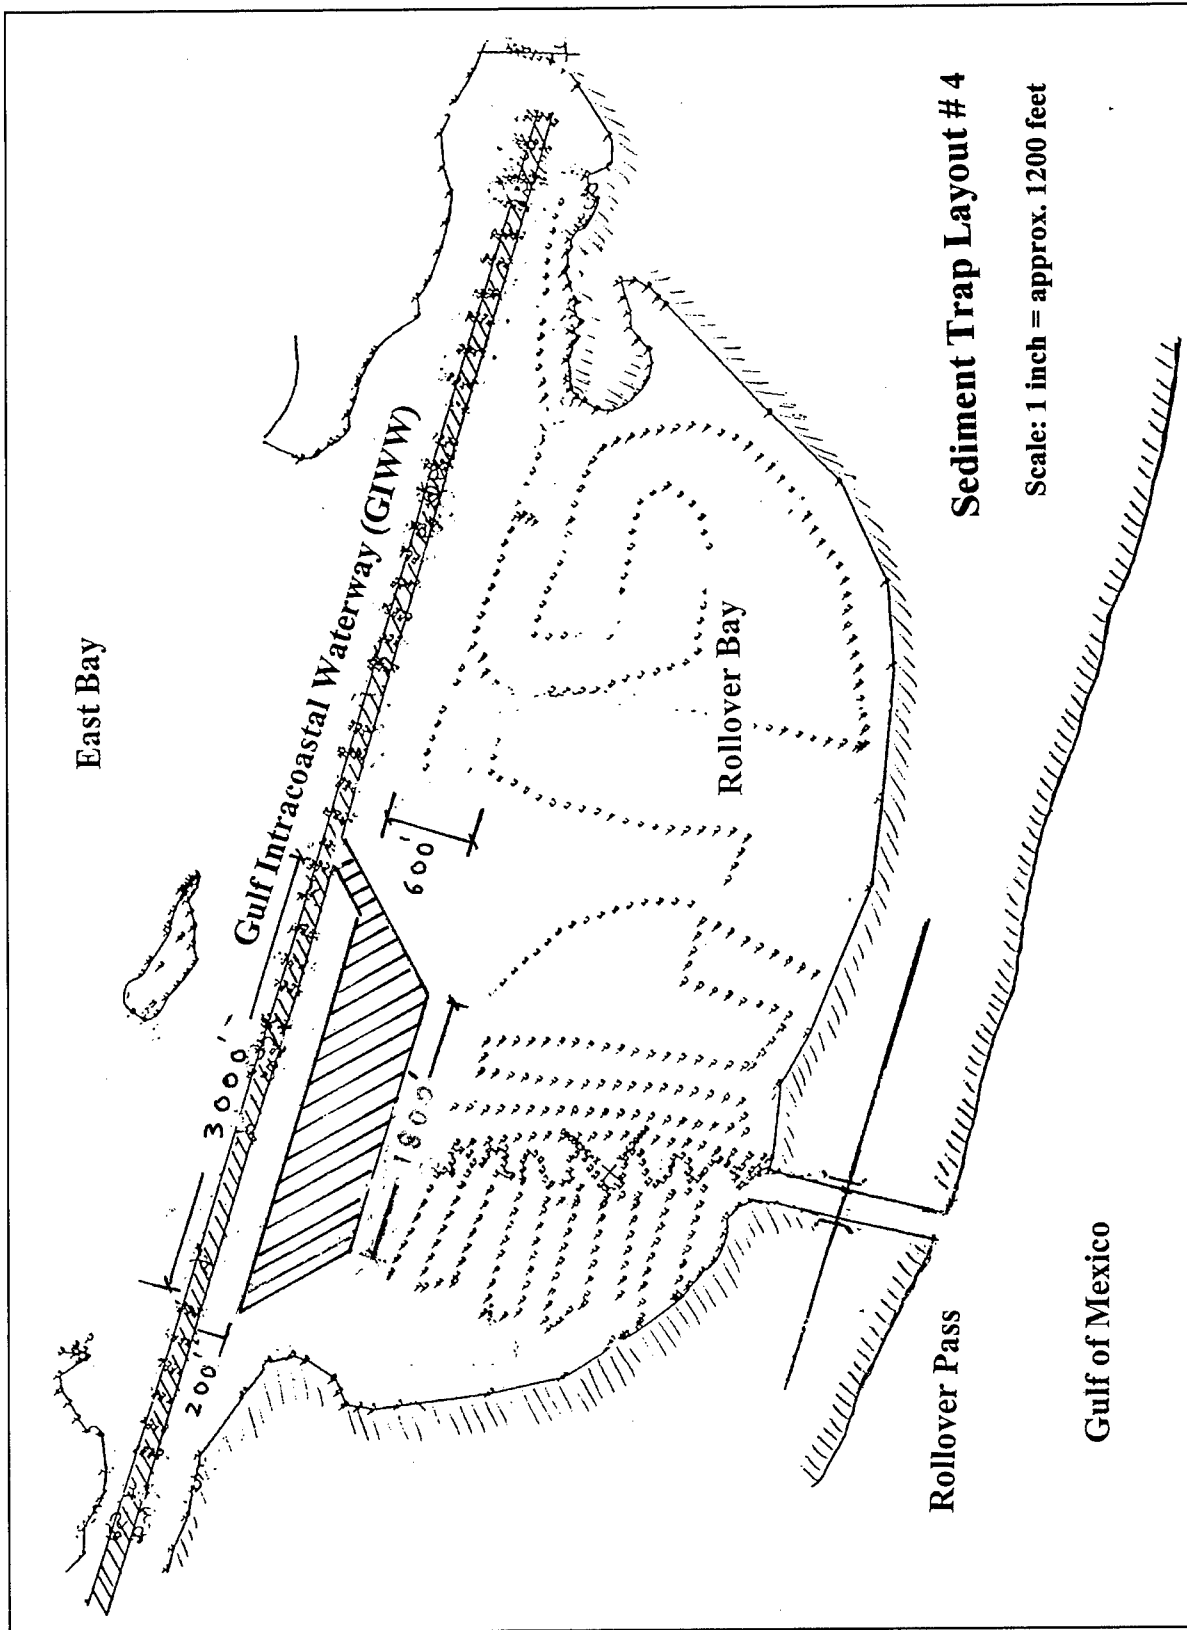 East Bay
Gulf Intracoastal Waterway (GIWW)
3000'
200'
600'
1800'
Rollover Bay
Rollover Pass
Gulf of Mexico
Sediment Trap Layout # 4
Scale: 1 inch = approx. 1200 feet